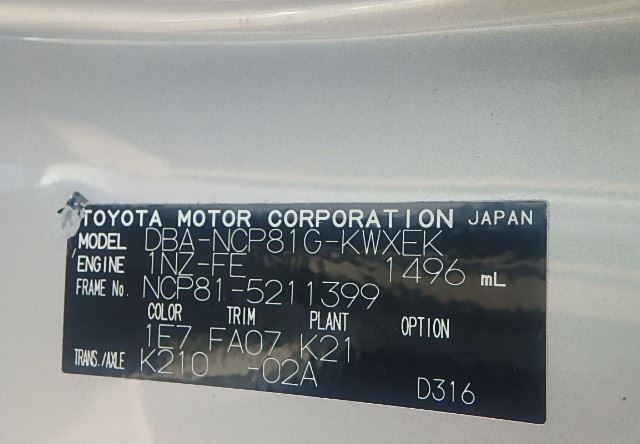 TOYOTA MOTOR CORPORATION JAPAN
MODEL DBA-NCP81G-KWXEK
ENGINE 1NZ-FE 1496 mL
FRAME No. NCP81-5211399
COLOR TRIM PLANT OPTION
1E7 FA07 K21
TRANS./AXLE K210 -02A
D316